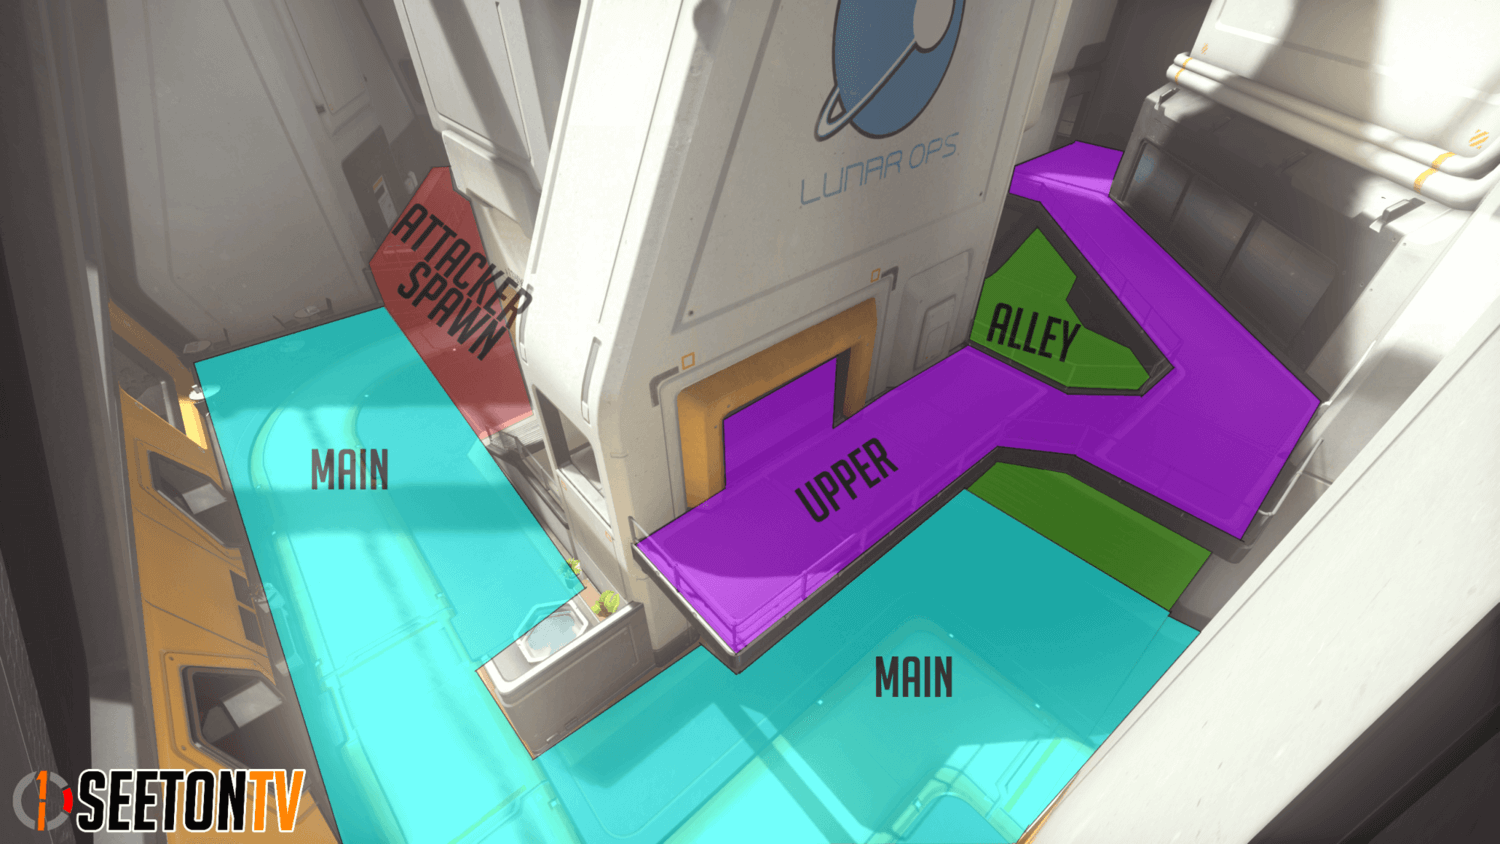 LUNAR OPS
ATTACKER
SPAWN
ALLEY
MAIN
UPPER
MAIN
SEETONTV